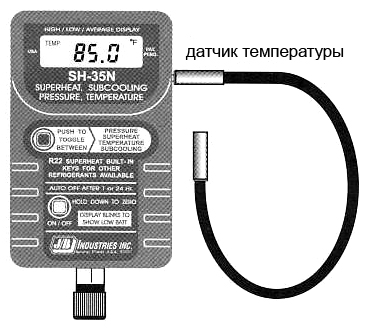 HIGH / LOW / AVERAGE DISPLAY
USA
TEMP
85.0 °F
PAT.
PEND.
SH-35N
SUPERHEAT, SUBCOOLING
PRESSURE, TEMPERATURE
PUSH TO
TOGGLE
BETWEEN
PRESSURE
SUPERHEAT
TEMPERATURE
SUBCOOLING
R22 SUPERHEAT BUILT-IN
KEYS FOR OTHER
REFRIGERANTS AVAILABLE
AUTO OFF AFTER 1 or 24 Hr.
HOLD DOWN TO ZERO
ON / OFF
DISPLAY BLINKS TO
SHOW LOW BATT
J/B INDUSTRIES INC.
датчик температуры